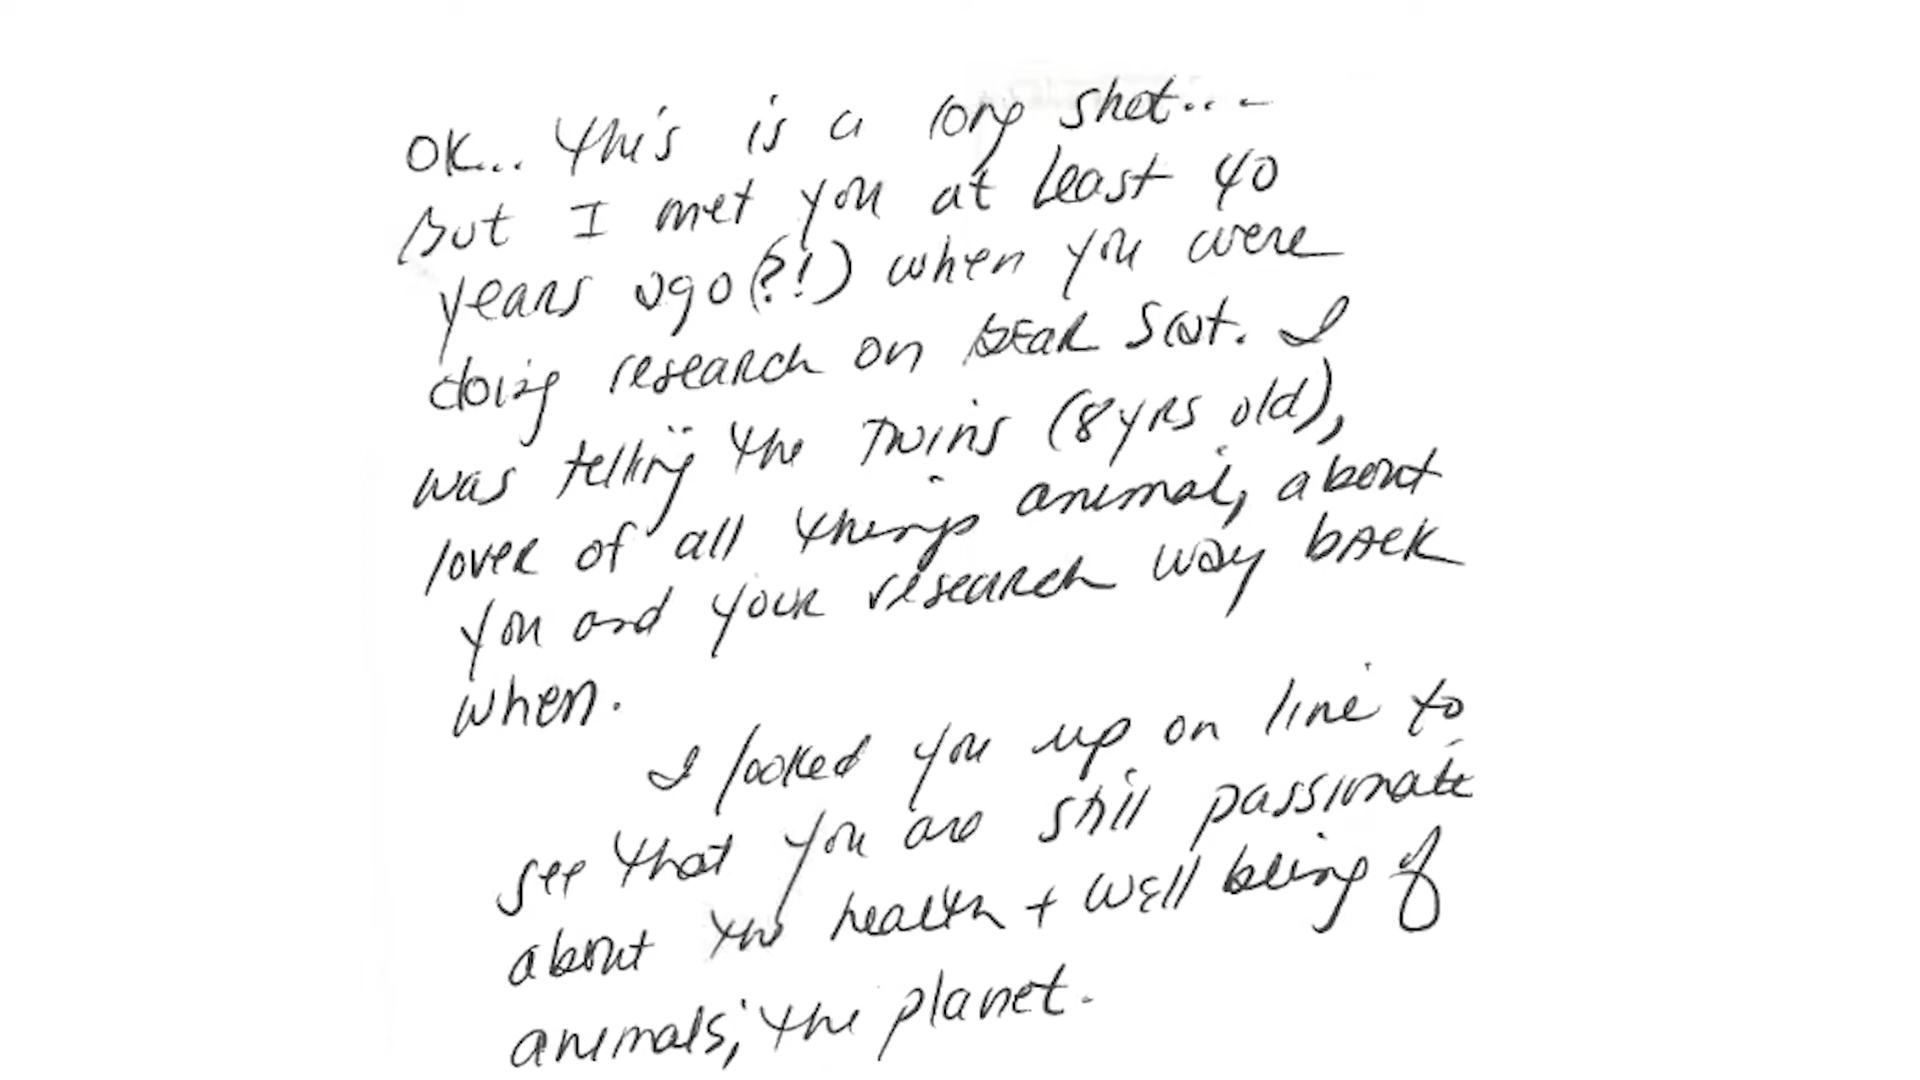 OK... this is a long shot...
But I met you at least 40
years ago (?!) when you were
doing research on BEAR Scat. I
was telling the twins (8 yrs old),
lover of all things animal, about
you and your research way back
when.
I looked you up on line to
see that you are still passionate
about the health + well being of
animals, the planet.